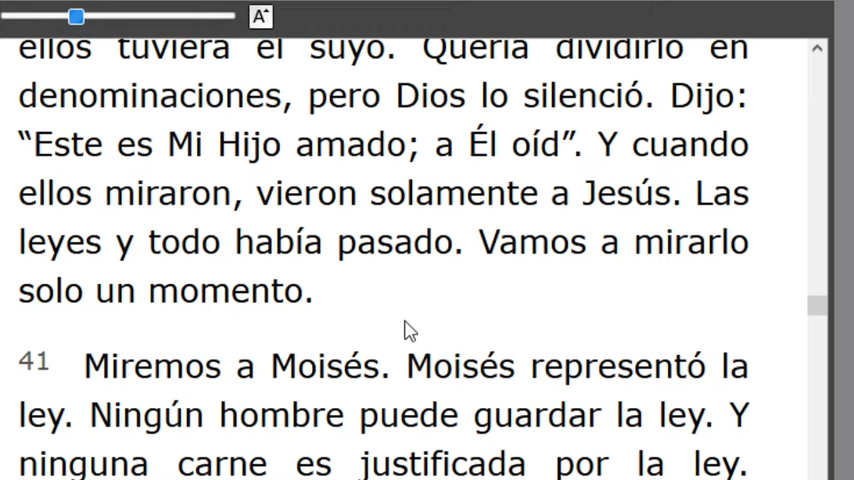 A
ellos tuviera el suyo. Quería dividirlo en
denominaciones, pero Dios lo silenció. Dijo:
“Este es Mi Hijo amado; a Él oíd”. Y cuando
ellos miraron, vieron solamente a Jesús. Las
leyes y todo había pasado. Vamos a mirarlo
solo un momento.
41 Miremos a Moisés. Moisés representó la
ley. Ningún hombre puede guardar la ley. Y
ninguna carne es justificada por la ley.